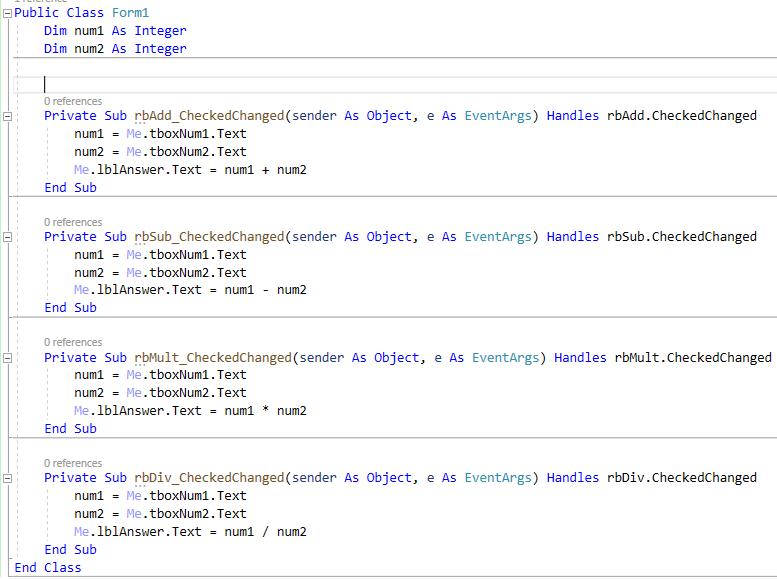 Public Class Form1
Dim num1 As Integer
Dim num2 As Integer
0 references
Private Sub rbAdd_CheckedChanged(sender As Object, e As EventArgs) Handles rbAdd.CheckedChanged
num1 = Me.tboxNum1.Text
num2 = Me.tboxNum2.Text
Me.lblAnswer.Text = num1 + num2
End Sub
0 references
Private Sub rbSub_CheckedChanged(sender As Object, e As EventArgs) Handles rbSub.CheckedChanged
num1 = Me.tboxNum1.Text
num2 = Me.tboxNum2.Text
Me.lblAnswer.Text = num1 - num2
End Sub
0 references
Private Sub rbMult_CheckedChanged(sender As Object, e As EventArgs) Handles rbMult.CheckedChanged
num1 = Me.tboxNum1.Text
num2 = Me.tboxNum2.Text
Me.lblAnswer.Text = num1 * num2
End Sub
0 references
Private Sub rbDiv_CheckedChanged(sender As Object, e As EventArgs) Handles rbDiv.CheckedChanged
num1 = Me.tboxNum1.Text
num2 = Me.tboxNum2.Text
Me.lblAnswer.Text = num1 / num2
End Sub
End Class